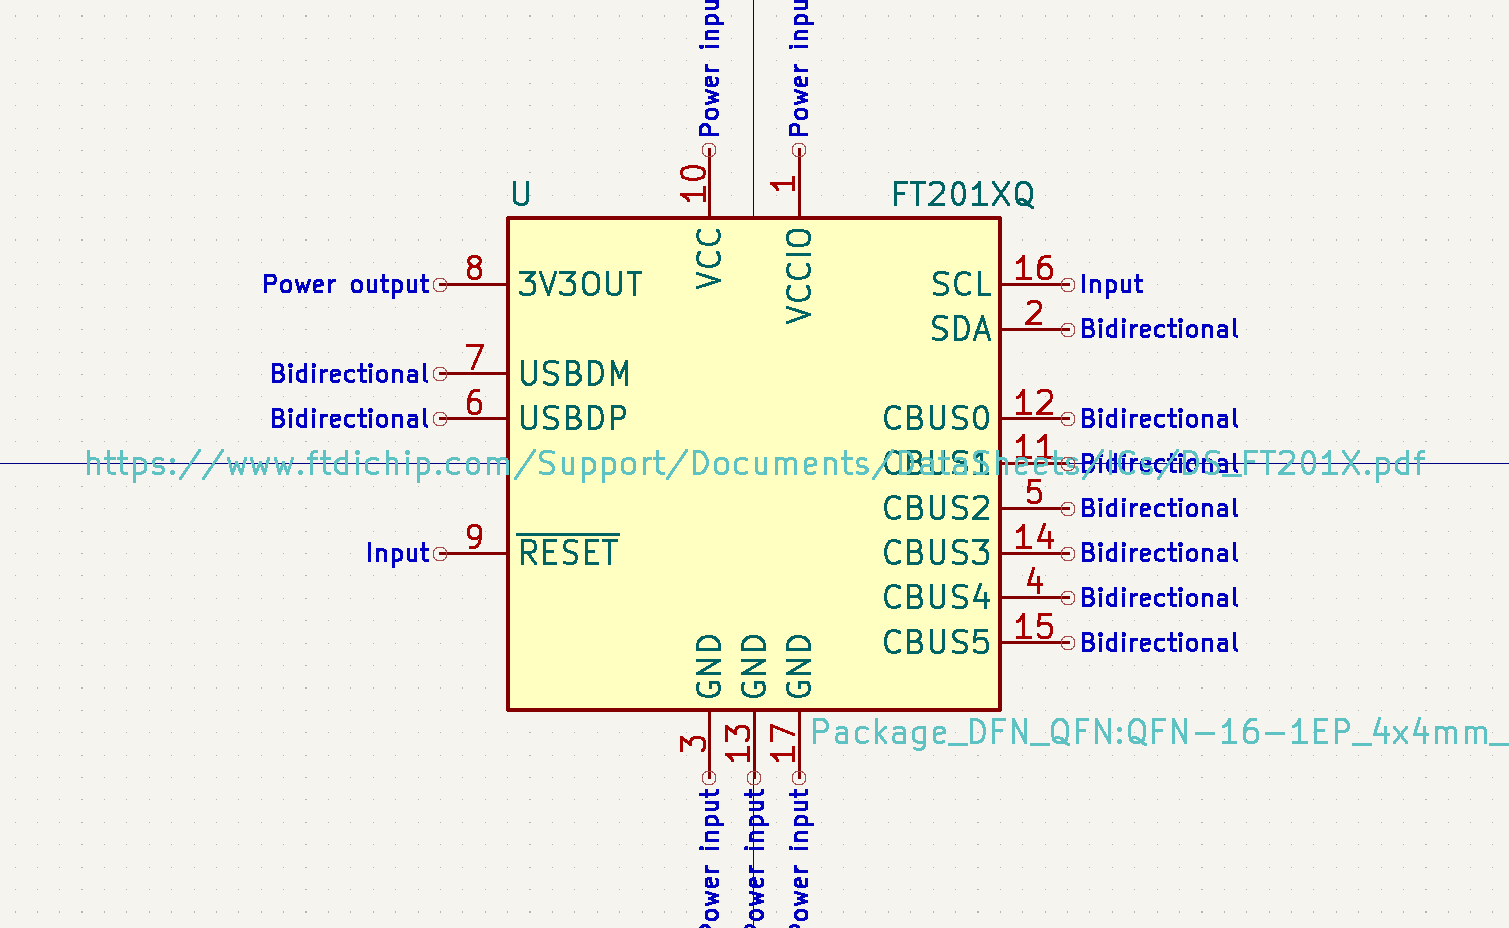 Power input
Power input
10
1
U
FT201XQ
VCC
VCCIO
Power output
8
3V3OUT
SCL
16
Input
SDA
2
Bidirectional
Bidirectional
7
USBDM
Bidirectional
6
USBDP
CBUS0
12
Bidirectional
https://www.ftdichip.com/Support/Documents/DataSheets/ICs/DS_FT201X.pdf
CBUS1
11
Bidirectional
CBUS2
5
Bidirectional
Input
9
RESET
CBUS3
14
Bidirectional
CBUS4
4
Bidirectional
CBUS5
15
Bidirectional
GND
GND
GND
3
13
17
Package_DFN_QFN:QFN-16-1EP_4x4mm_
Power input
Power input
Power input